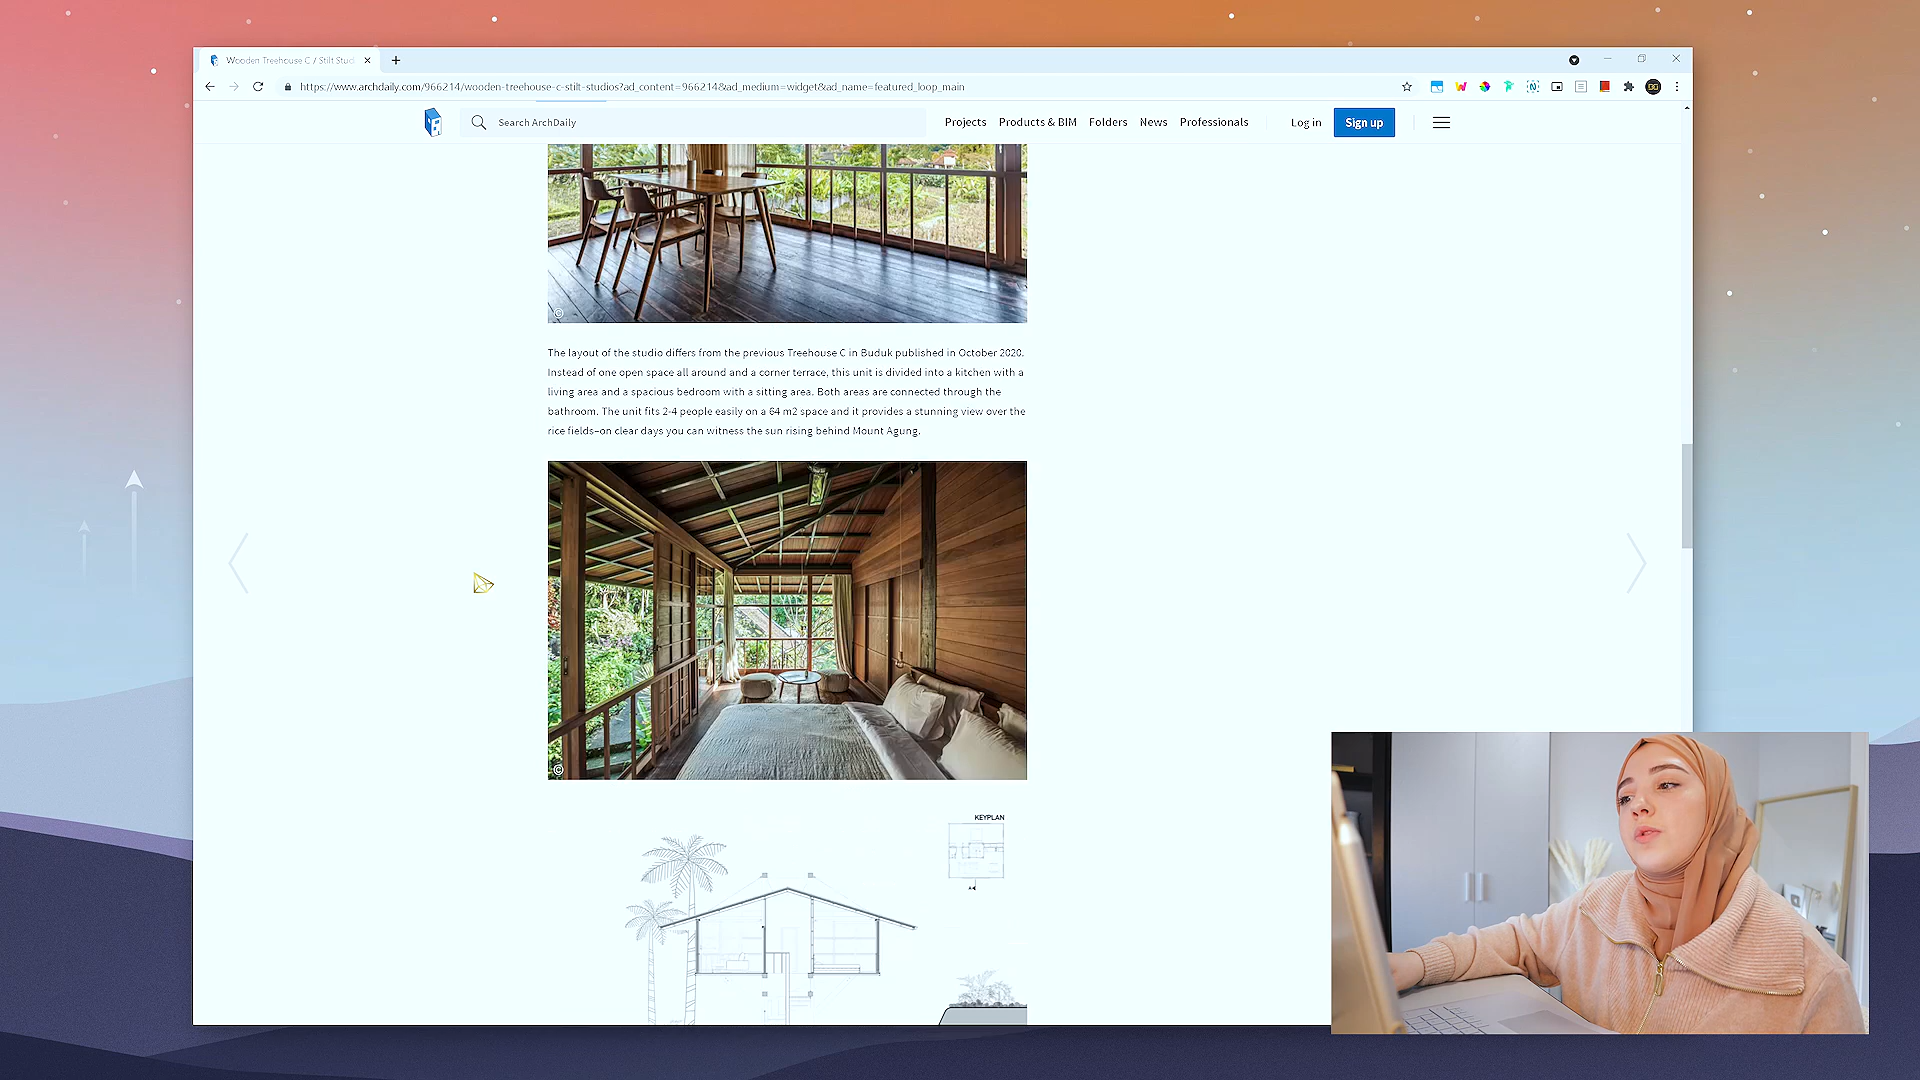 Wooden Treehouse C / Stilt Stud
https://www.archdaily.com/966214/wooden-treehouse-c-stilt-studios?ad_content=966214&ad_medium=widget&ad_name=featured_loop_main
Search ArchDaily
Projects Products & BIM Folders News Professionals Log in Sign up
©
The layout of the studio differs from the previous Treehouse C in Buduk published in October 2020.
Instead of one open space all around and a corner terrace, this unit is divided into a kitchen with a
living area and a spacious bedroom with a sitting area. Both areas are connected through the
bathroom. The unit fits 2-4 people easily on a 64 m2 space and it provides a stunning view over the
rice fields–on clear days you can witness the sun rising behind Mount Agung.
©
KEYPLAN
A